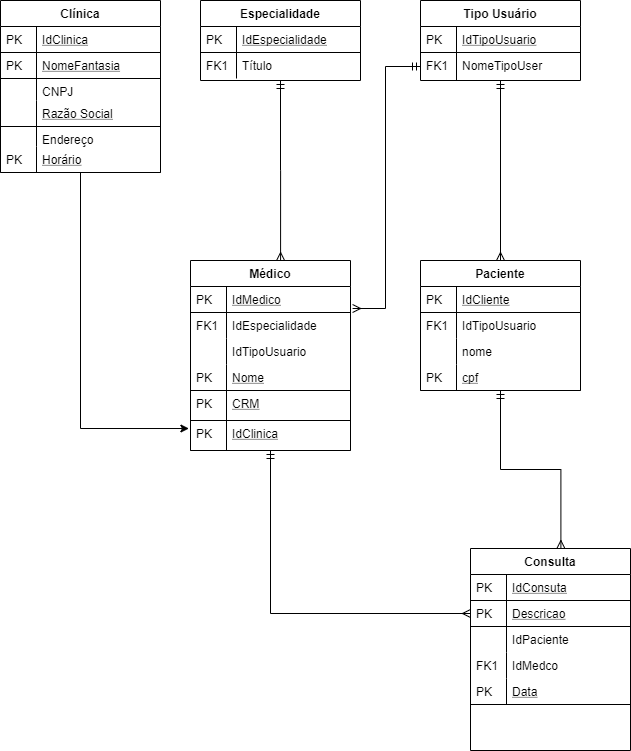 Clínica
PK IdClinica
PK NomeFantasia
CNPJ
Razão Social
Endereço
PK Horário
Especialidade
PK IdEspecialidade
FK1 Título
Tipo Usuário
PK IdTipoUsuario
FK1 NomeTipoUser
Médico
PK IdMedico
FK1 IdEspecialidade
IdTipoUsuario
PK Nome
PK CRM
PK IdClinica
Paciente
PK IdCliente
FK1 IdTipoUsuario
nome
PK cpf
Consulta
PK IdConsuta
PK Descricao
IdPaciente
FK1 IdMedco
PK Data